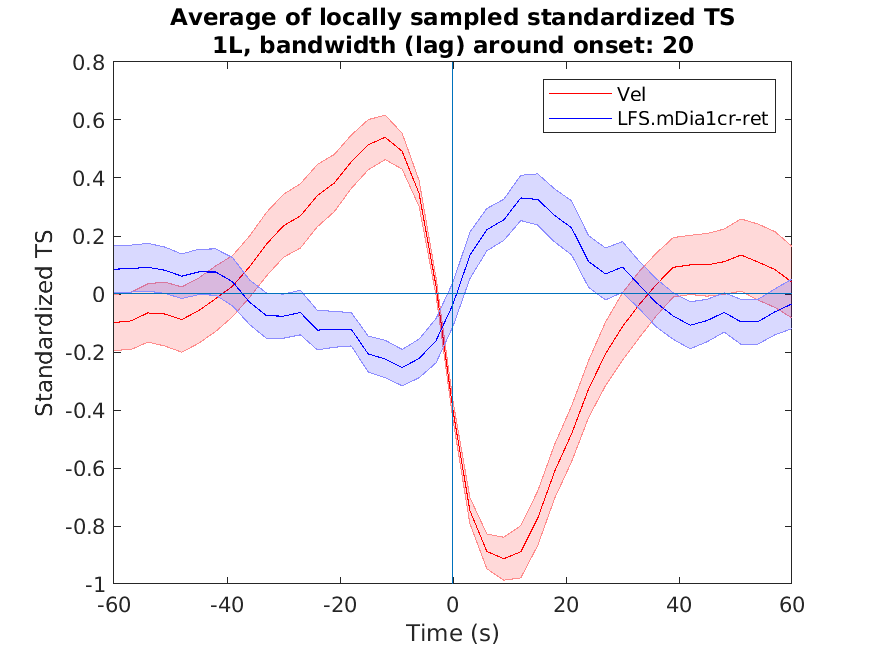 Average of locally sampled standardized TS
1L, bandwidth (lag) around onset: 20
Vel
LFS.mDia1cr-ret
Standardized TS
0.8
0.6
0.4
0.2
0
-0.2
-0.4
-0.6
-0.8
-1
-60
-40
-20
0
20
40
60
Time (s)